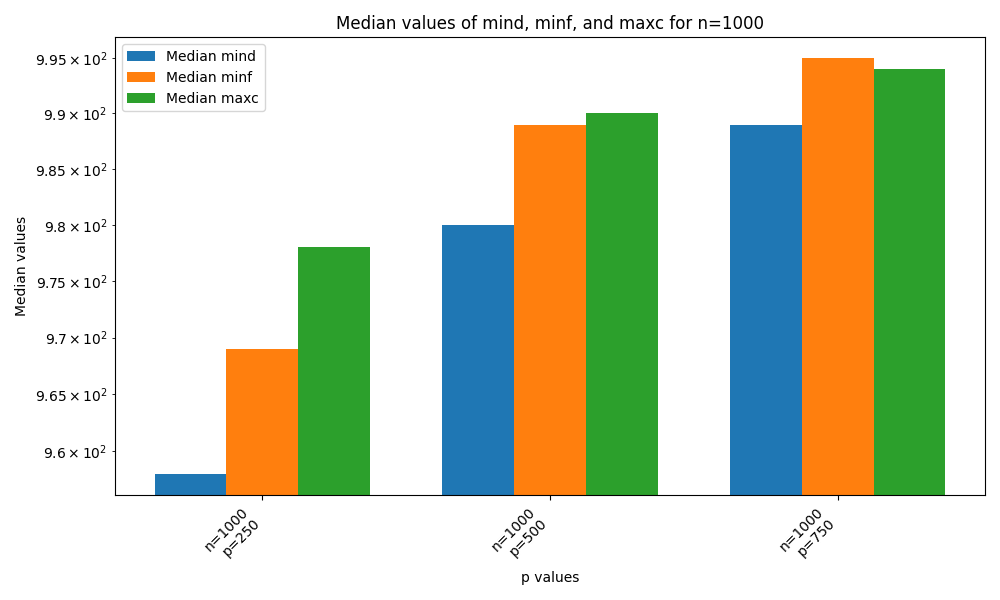 Median values of mind, minf, and maxc for n=1000
Median mind
Median minf
Median maxc
9.95 × 10²
9.9 × 10²
9.85 × 10²
9.8 × 10²
9.75 × 10²
9.7 × 10²
9.65 × 10²
9.6 × 10²
Median values
n=1000
p=250
n=1000
p=500
n=1000
p=750
p values